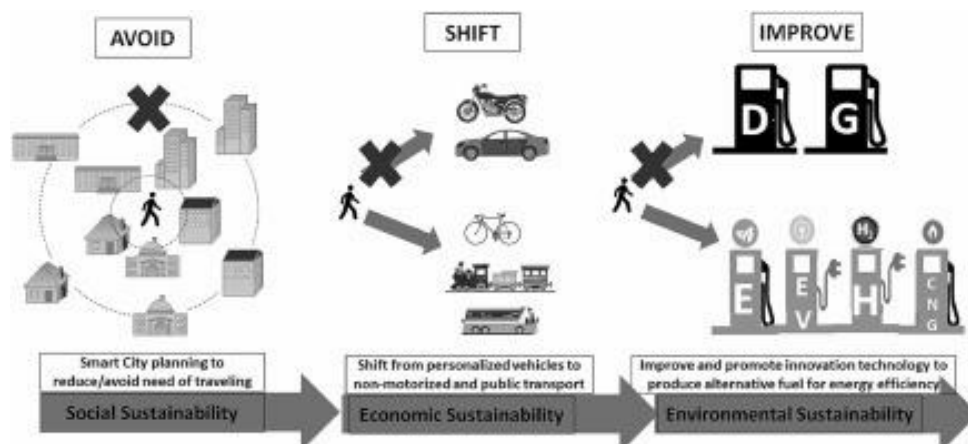 AVOID
SHIFT
IMPROVE
D
G
H₂
E
EV
H
CNG
Smart City planning to
reduce/avoid need of traveling
Shift from personalized vehicles to
non-motorized and public transport
Improve and promote innovation technology to
produce alternative fuel for energy efficiency
Social Sustainability
Economic Sustainability
Environmental Sustainability